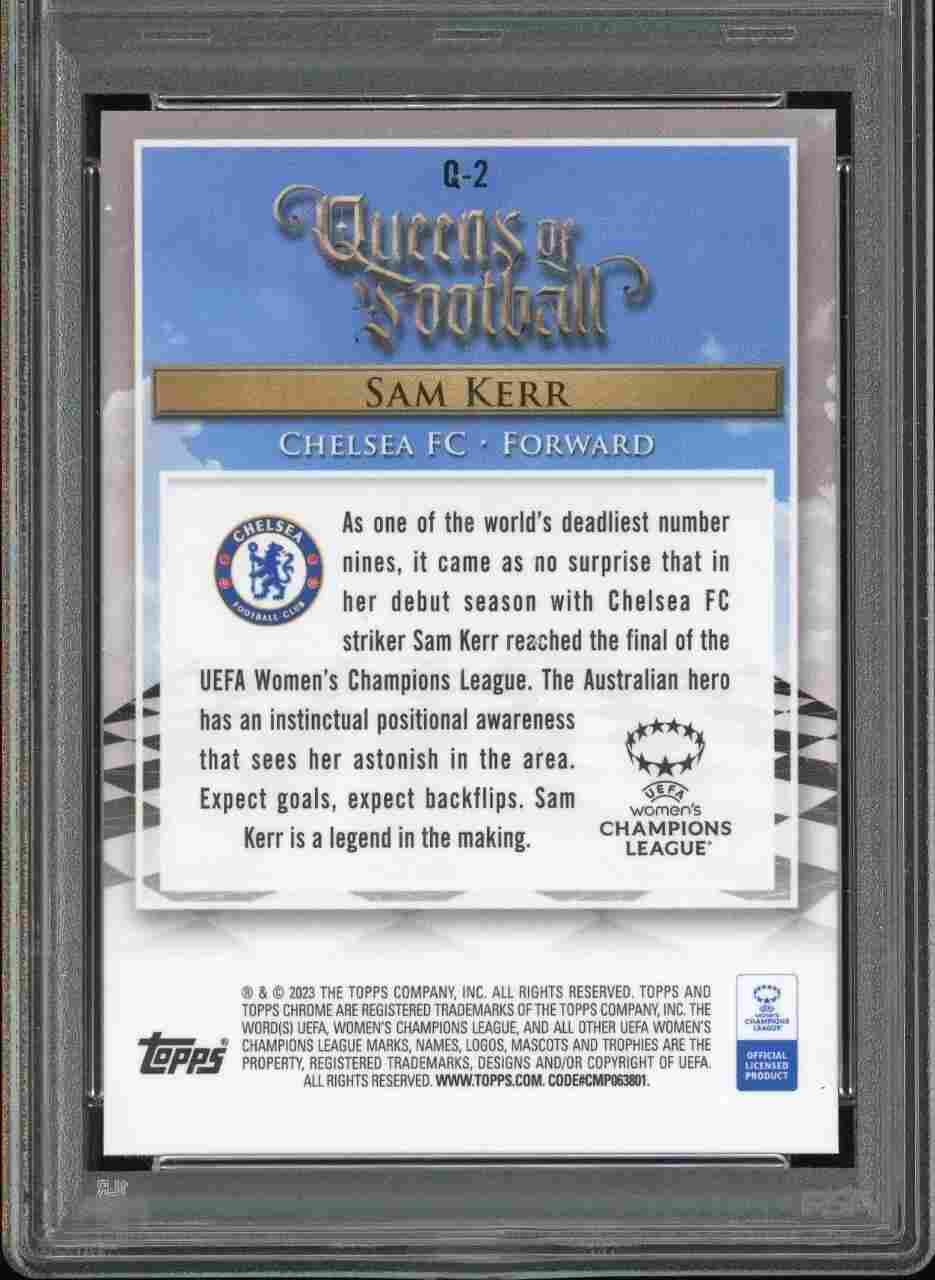 Q-2
Queens of
Football
SAM KERR
CHELSEA FC · FORWARD
CHELSEA
FOOTBALL CLUB
As one of the world's deadliest number
nines, it came as no surprise that in
her debut season with Chelsea FC
striker Sam Kerr reached the final of the
UEFA Women's Champions League. The Australian hero
has an instinctual positional awareness
that sees her astonish in the area.
Expect goals, expect backflips. Sam
Kerr is a legend in the making.
UEFA
women's
CHAMPIONS
LEAGUE
® & © 2023 THE TOPPS COMPANY, INC. ALL RIGHTS RESERVED. TOPPS AND
TOPPS CHROME ARE REGISTERED TRADEMARKS OF THE TOPPS COMPANY, INC. THE
WORD(S) UEFA, WOMEN'S CHAMPIONS LEAGUE, AND ALL OTHER UEFA WOMEN'S
CHAMPIONS LEAGUE MARKS, NAMES, LOGOS, MASCOTS AND TROPHIES ARE THE
PROPERTY, REGISTERED TRADEMARKS, DESIGNS AND/OR COPYRIGHT OF UEFA.
ALL RIGHTS RESERVED. WWW.TOPPS.COM. CODE#CMP063801.
topps®
women's
CHAMPIONS
LEAGUE
OFFICIAL
LICENSED
PRODUCT